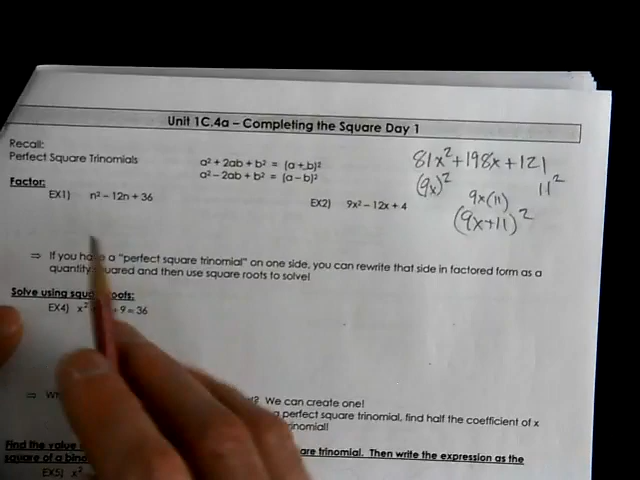 Unit 1C.4a – Completing the Square Day 1
Recall:
Perfect Square Trinomials
a² + 2ab + b² = (a + b)²
a² – 2ab + b² = (a – b)²
81x² + 198x + 121
(9x)² 9x(11) 11²
(9x+11)²
Factor:
EX1) n² – 12n + 36
EX2) 9x² – 12x + 4
⇒ If you have a "perfect square trinomial" on one side, you can rewrite that side in factored form as a
quantity squared and then use square roots to solve!
Solve using square roots:
EX4) x² + 9 = 36
⇒ We can create one!
a perfect square trinomial, find half the coefficient of x
Find the value
trinomial. Then write the expression as the
square of a
EX5) x²